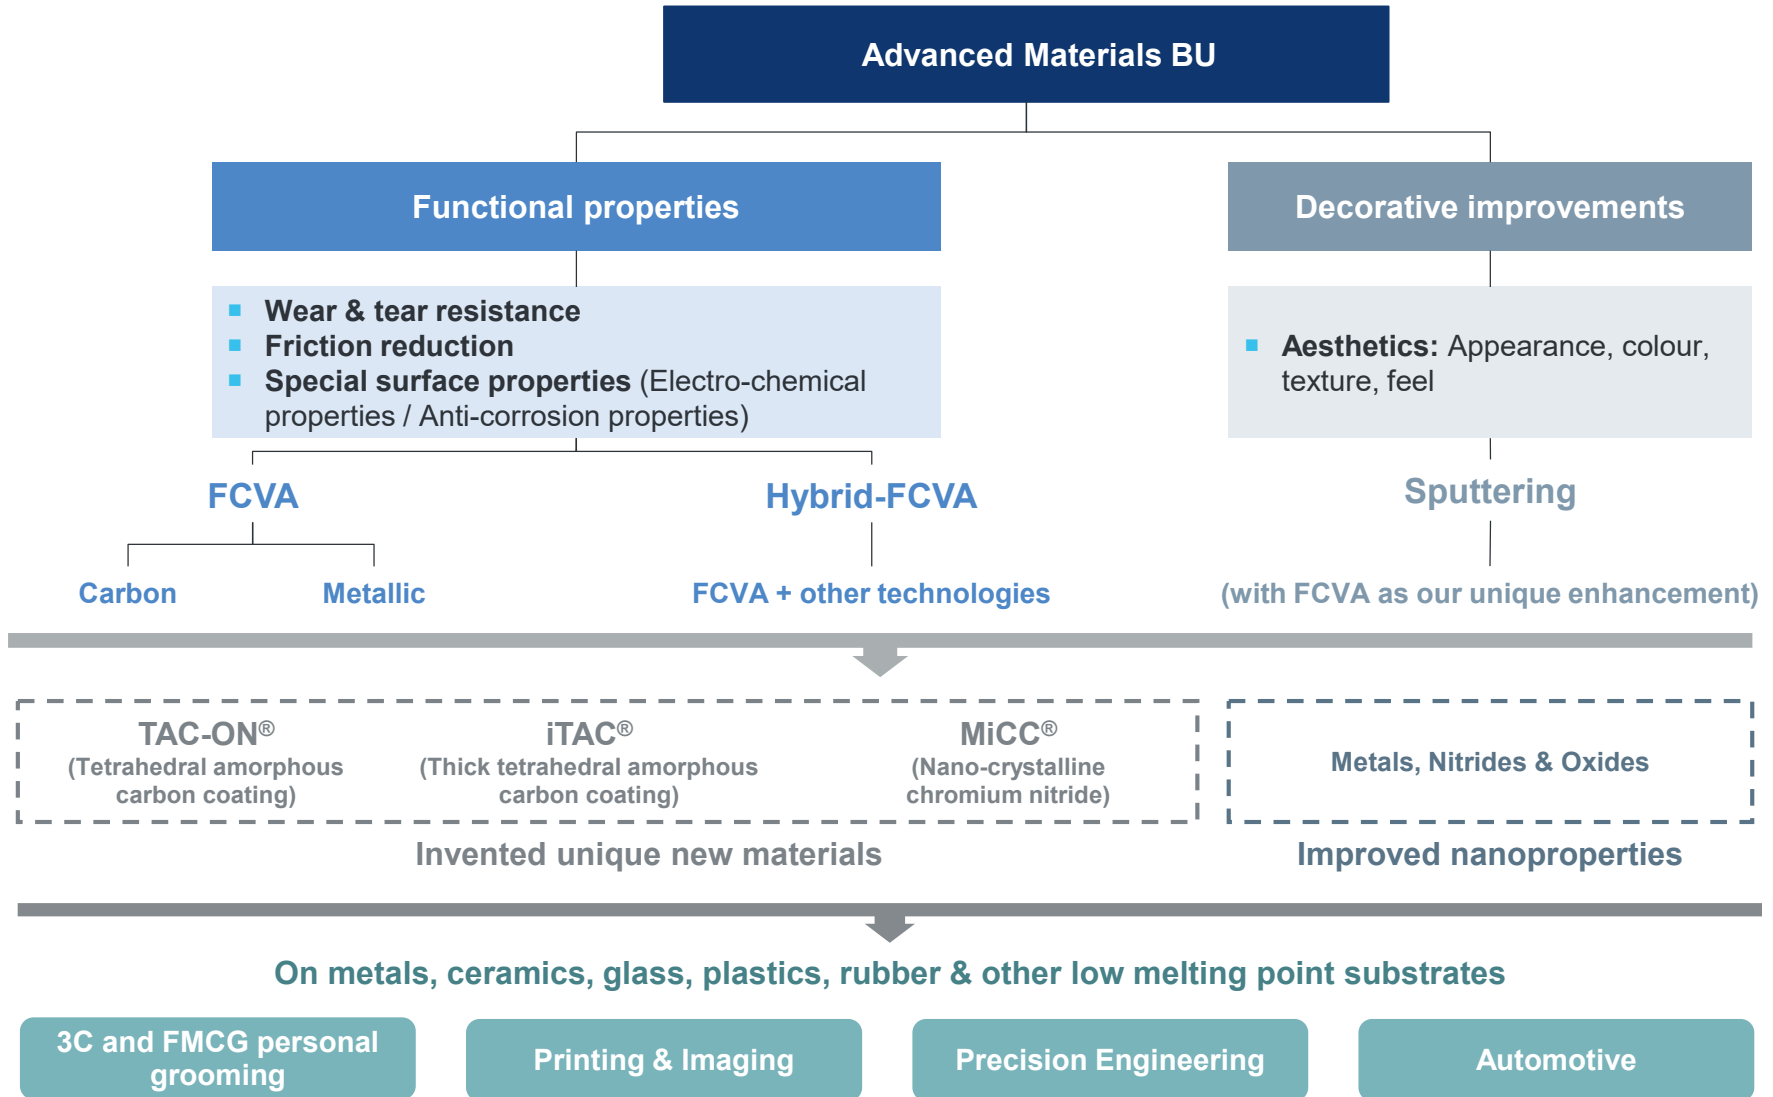 Advanced Materials BU
Functional properties
Decorative improvements
Wear & tear resistance
Friction reduction
Special surface properties (Electro-chemical
properties / Anti-corrosion properties)
Aesthetics: Appearance, colour,
texture, feel
FCVA
Hybrid-FCVA
Sputtering
Carbon
Metallic
FCVA + other technologies
(with FCVA as our unique enhancement)
TAC-ON®
(Tetrahedral amorphous
carbon coating)
iTAC®
(Thick tetrahedral amorphous
carbon coating)
MiCC®
(Nano-crystalline
chromium nitride)
Metals, Nitrides & Oxides
Invented unique new materials
Improved nanoproperties
On metals, ceramics, glass, plastics, rubber & other low melting point substrates
3C and FMCG personal
grooming
Printing & Imaging
Precision Engineering
Automotive